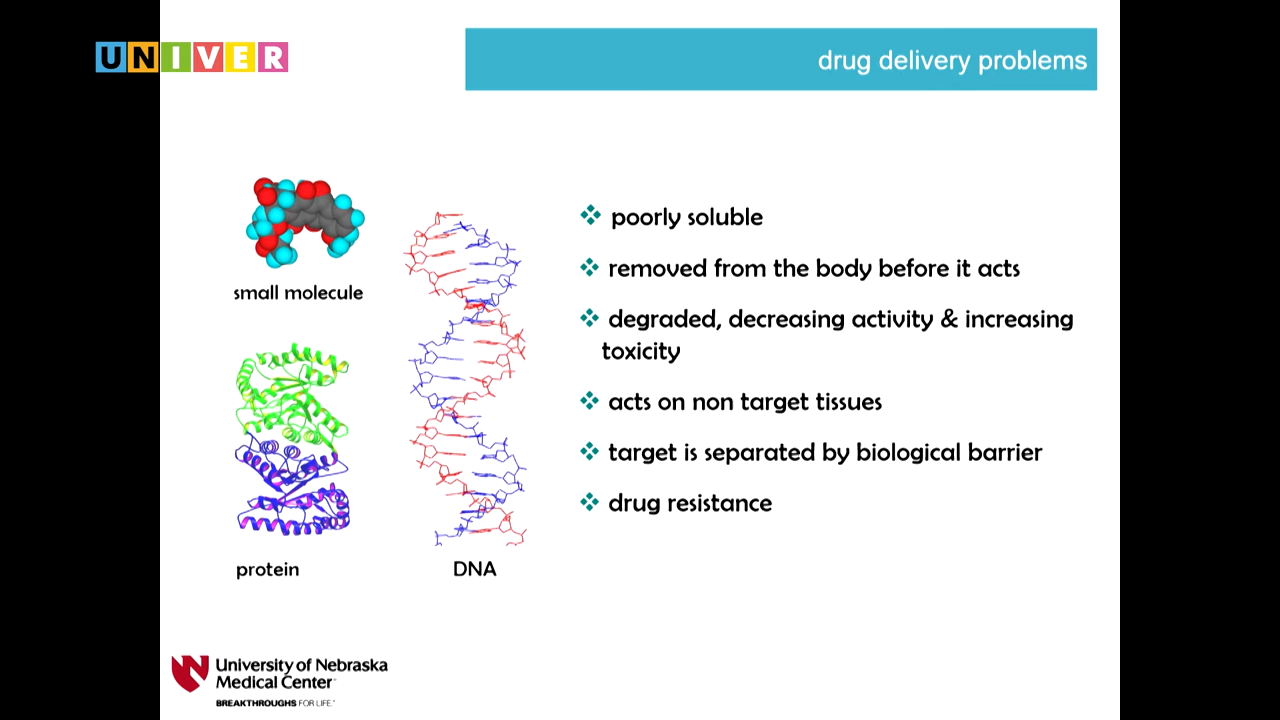 UNIVER
drug delivery problems
poorly soluble
removed from the body before it acts
degraded, decreasing activity & increasing
toxicity
acts on non target tissues
target is separated by biological barrier
drug resistance
small molecule
protein
DNA
University of Nebraska
Medical Center
BREAKTHROUGHS FOR LIFE.